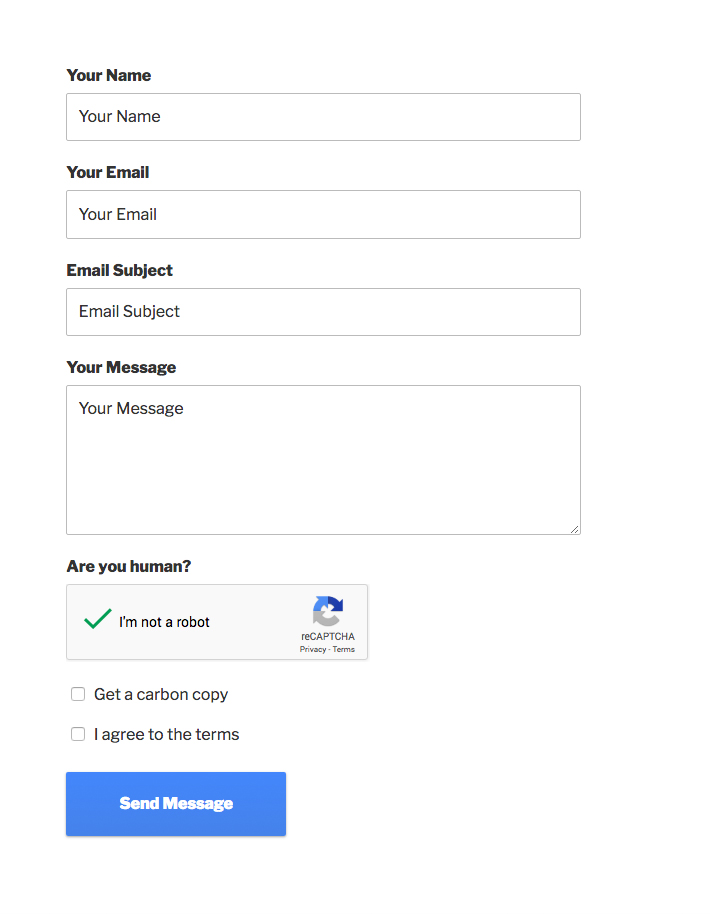 Your Name
Your Name
Your Email
Your Email
Email Subject
Email Subject
Your Message
Your Message
Are you human?
I'm not a robot
reCAPTCHA
Privacy - Terms
Get a carbon copy
I agree to the terms
Send Message